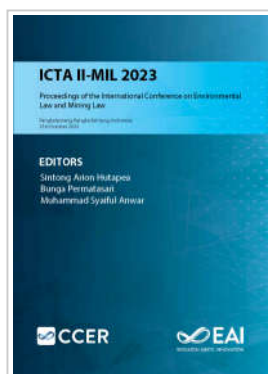 ICTA II-MIL 2023
Proceedings of the International Conference on Environmental
Law and Mining Law
EDITORS
Sintong Arion Hutapea
Bunga Permatasari
Muhammad Syaiful Anwar
CCER
EAI